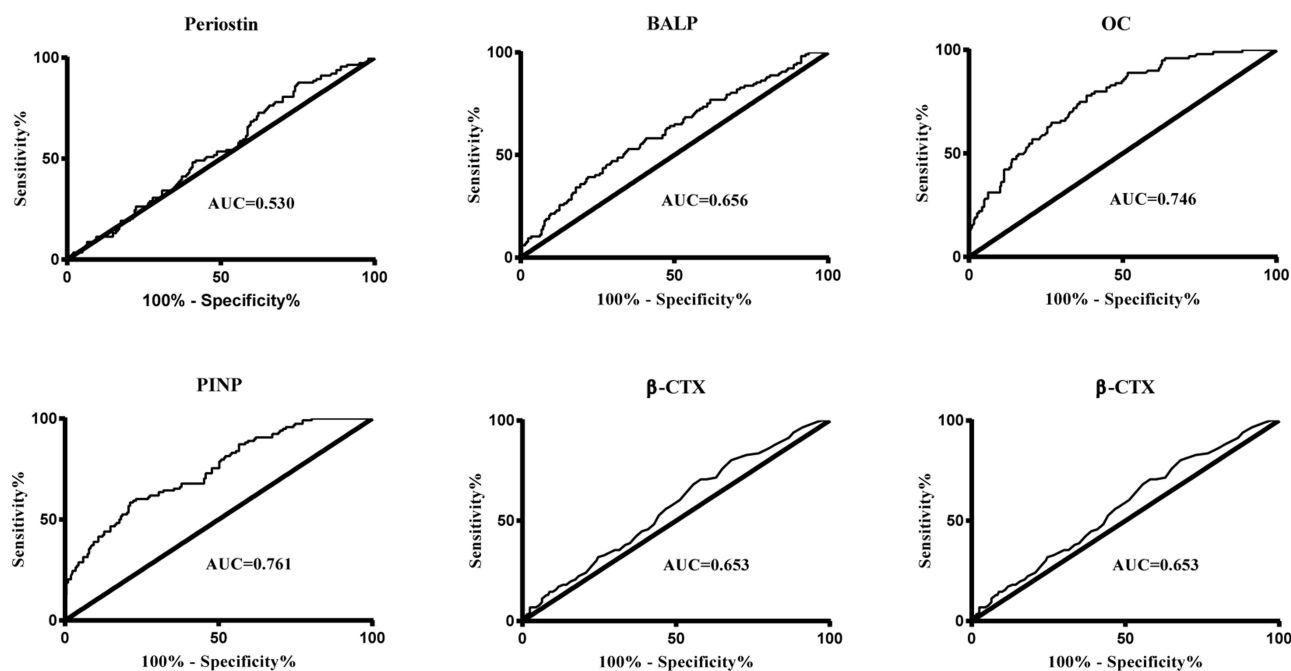 Periostin
100
50
0
0
50
100
Sensitivity%
100% - Specificity%
AUC=0.530
BALP
100
50
0
0
50
100
Sensitivity%
100% - Specificity%
AUC=0.656
OC
100
50
0
0
50
100
Sensitivity%
100% - Specificity%
AUC=0.746
PINP
100
50
0
0
50
100
Sensitivity%
100% - Specificity%
AUC=0.761
β-CTX
100
50
0
0
50
100
Sensitivity%
100% - Specificity%
AUC=0.653
β-CTX
100
50
0
0
50
100
Sensitivity%
100% - Specificity%
AUC=0.653